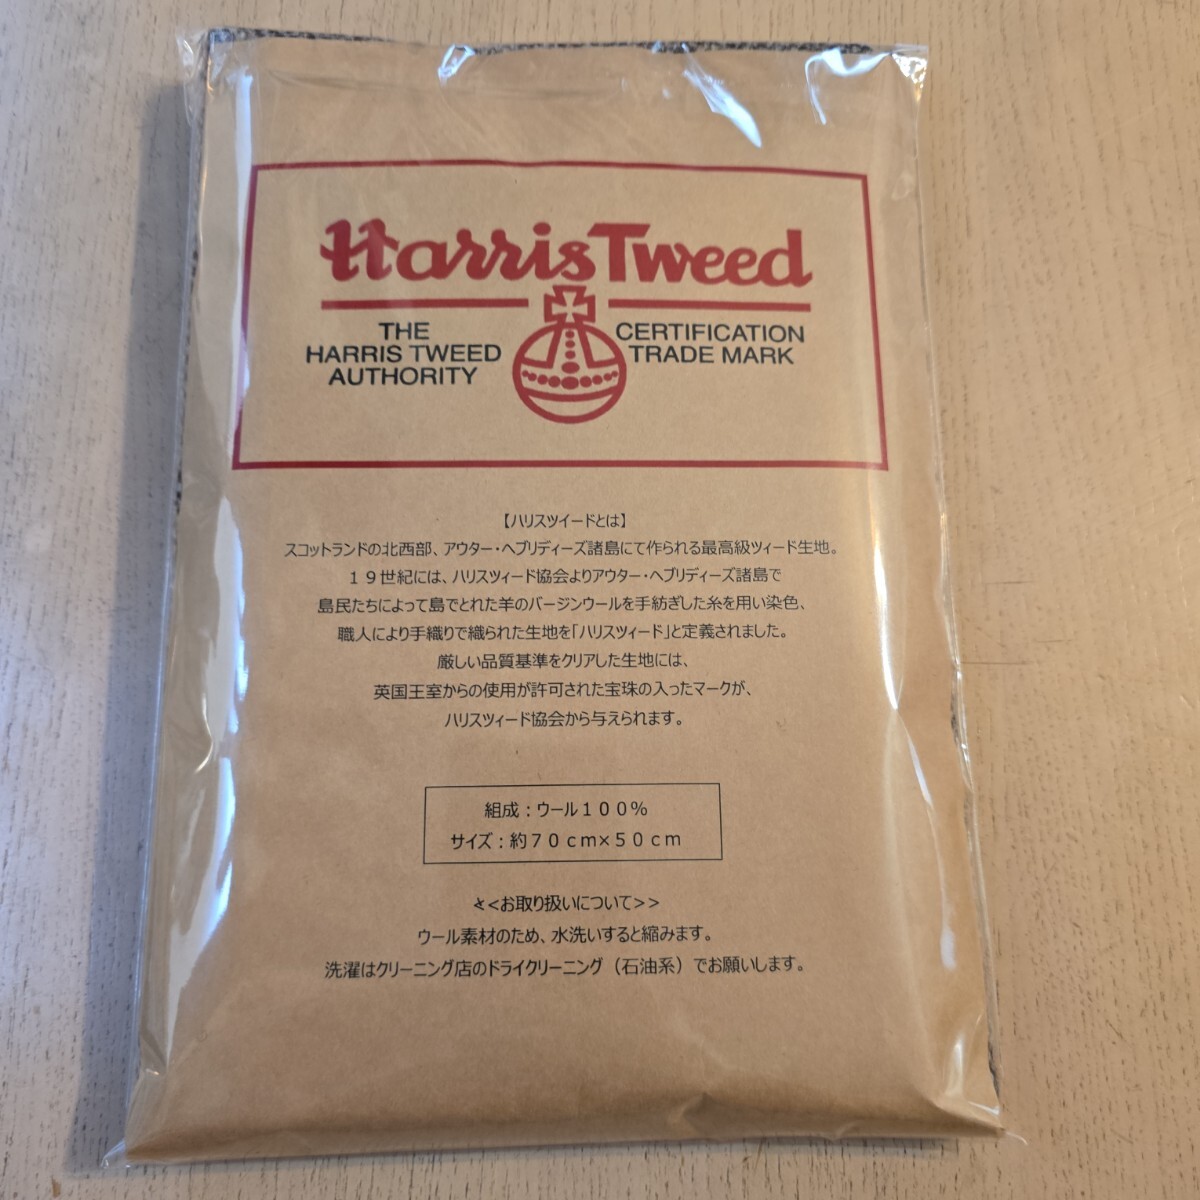 Harris Tweed
THE
HARRIS TWEED
AUTHORITY
CERTIFICATION
TRADE MARK
【ハリスツイードとは】
スコットランドの北西部、アウター・ヘブリディーズ諸島にて作られる最高級ツィード生地。
19世紀には、ハリスツィード協会よりアウター・ヘブリディーズ諸島で
島民たちによって島でとれた羊のバージンウールを手紡ぎした糸を用い染色、
職人により手織りで織られた生地を「ハリスツィード」と定義されました。
厳しい品質基準をクリアした生地には、
英国王室からの使用が許可された宝珠の入ったマークが、
ハリスツィード協会から与えられます。
組成：ウール100%
サイズ：約70cm×50cm
<<お取り扱いについて>>
ウール素材のため、水洗いすると縮みます。
洗濯はクリーニング店のドライクリーニング（石油系）でお願いします。